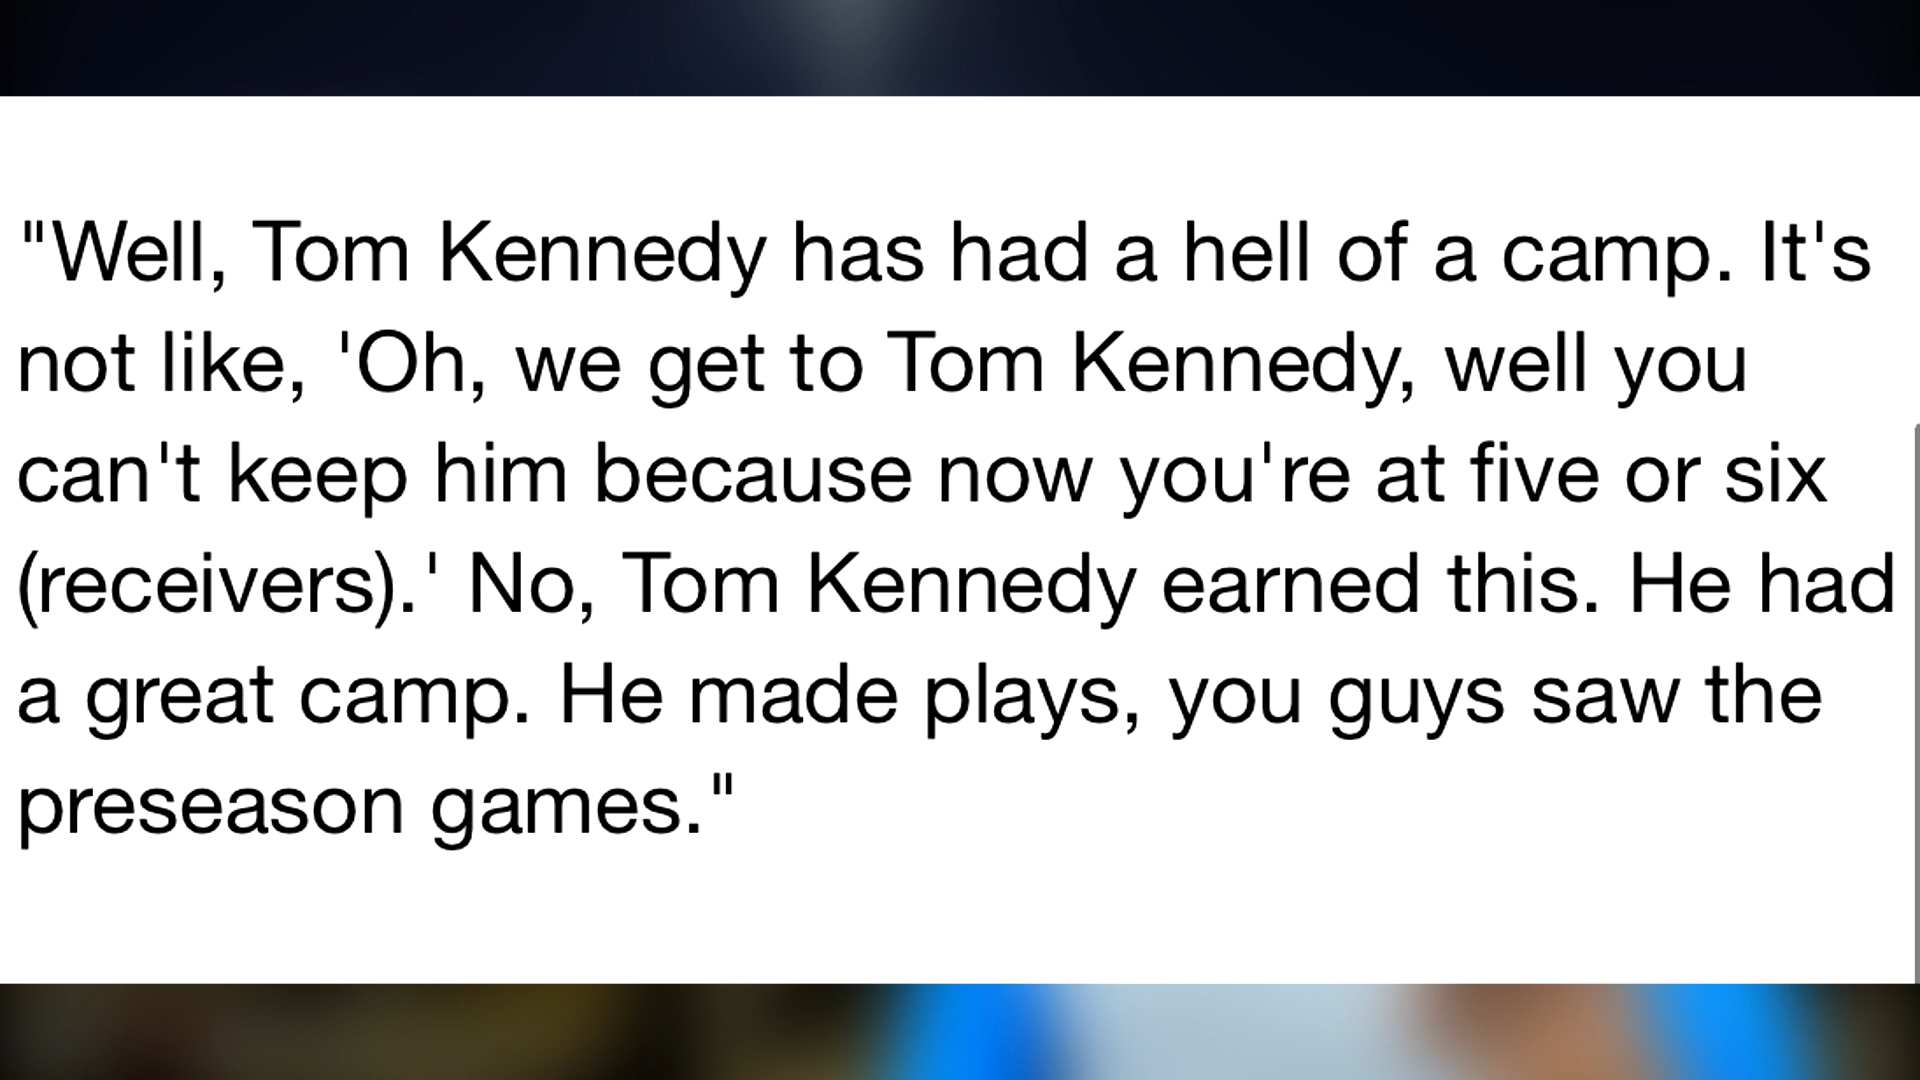 "Well, Tom Kennedy has had a hell of a camp. It's
not like, 'Oh, we get to Tom Kennedy, well you
can't keep him because now you're at five or six
(receivers).' No, Tom Kennedy earned this. He had
a great camp. He made plays, you guys saw the
preseason games."